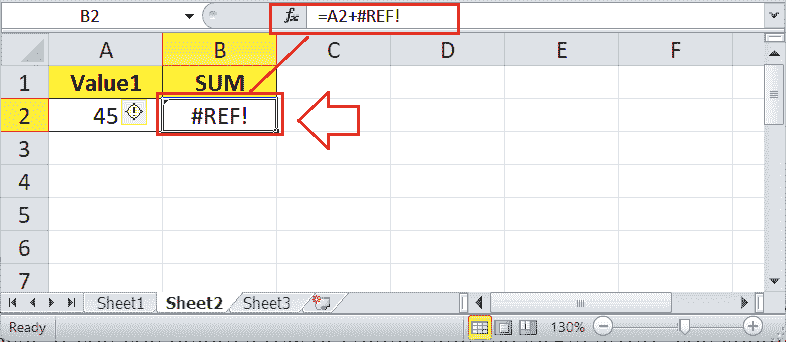 B2 fx =A2+#REF!
A B C D E F
1 Value1 SUM
2 45 #REF!
3
4
5
6
7
Sheet1 Sheet2 Sheet3
Ready 130%